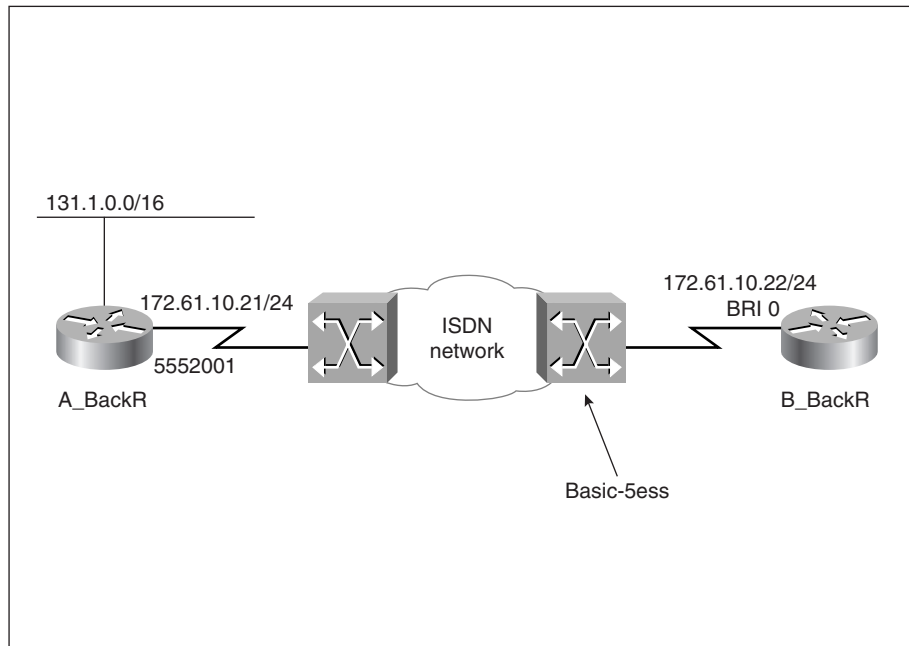 131.1.0.0/16
172.61.10.21/24
5552001
A_BackR
ISDN
network
172.61.10.22/24
BRI 0
B_BackR
Basic-5ess